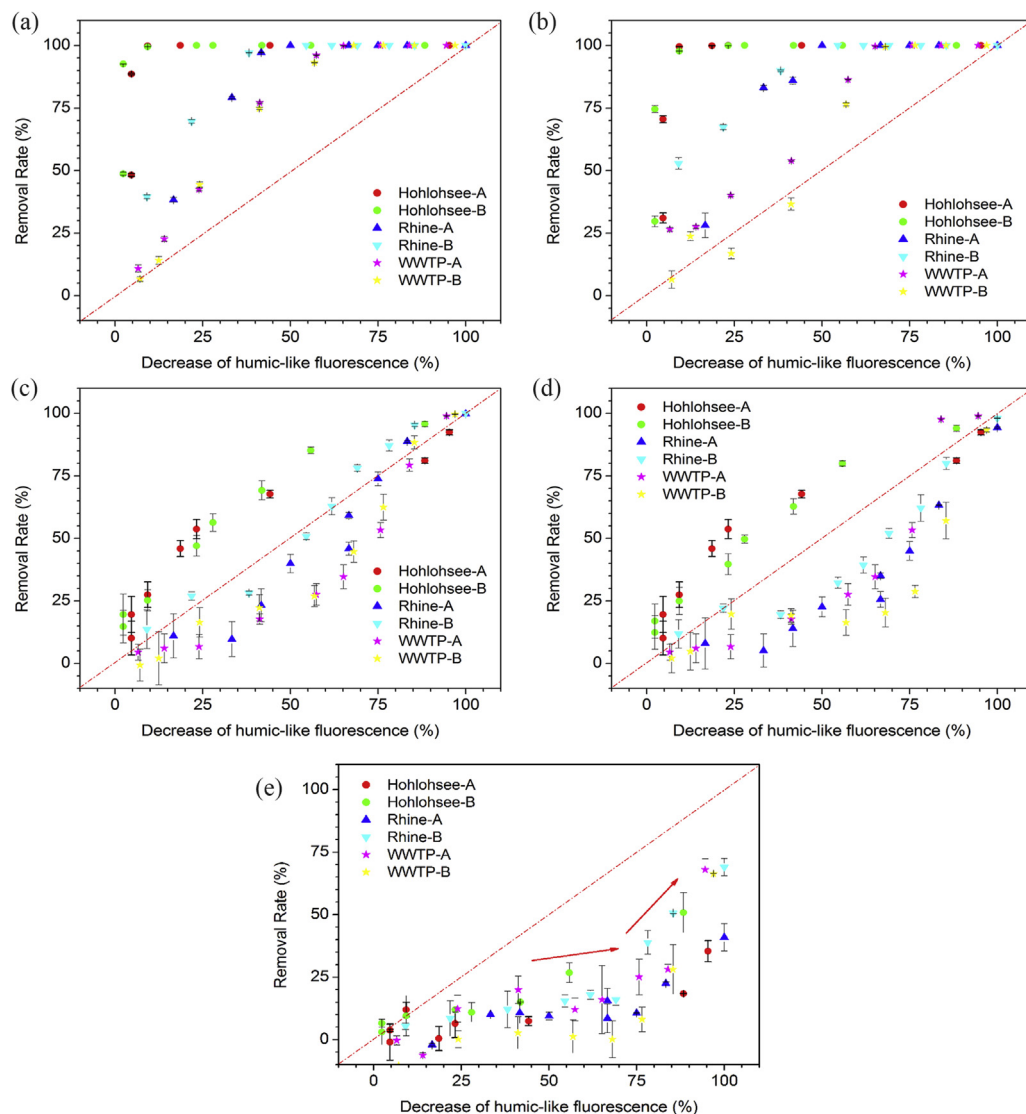 (a)
100
75
50
25
0
Removal Rate (%)
Hohlohsee-A
Hohlohsee-B
Rhine-A
Rhine-B
WWTP-A
WWTP-B
0 25 50 75 100
Decrease of humic-like fluorescence (%)
(b)
100
75
50
25
0
Removal Rate (%)
Hohlohsee-A
Hohlohsee-B
Rhine-A
Rhine-B
WWTP-A
WWTP-B
0 25 50 75 100
Decrease of humic-like fluorescence (%)
(c)
100
75
50
25
0
Removal Rate (%)
Hohlohsee-A
Hohlohsee-B
Rhine-A
Rhine-B
WWTP-A
WWTP-B
0 25 50 75 100
Decrease of humic-like fluorescence (%)
(d)
100
75
50
25
0
Removal Rate (%)
Hohlohsee-A
Hohlohsee-B
Rhine-A
Rhine-B
WWTP-A
WWTP-B
0 25 50 75 100
Decrease of humic-like fluorescence (%)
(e)
100
75
50
25
0
Removal Rate (%)
Hohlohsee-A
Hohlohsee-B
Rhine-A
Rhine-B
WWTP-A
WWTP-B
0 25 50 75 100
Decrease of humic-like fluorescence (%)